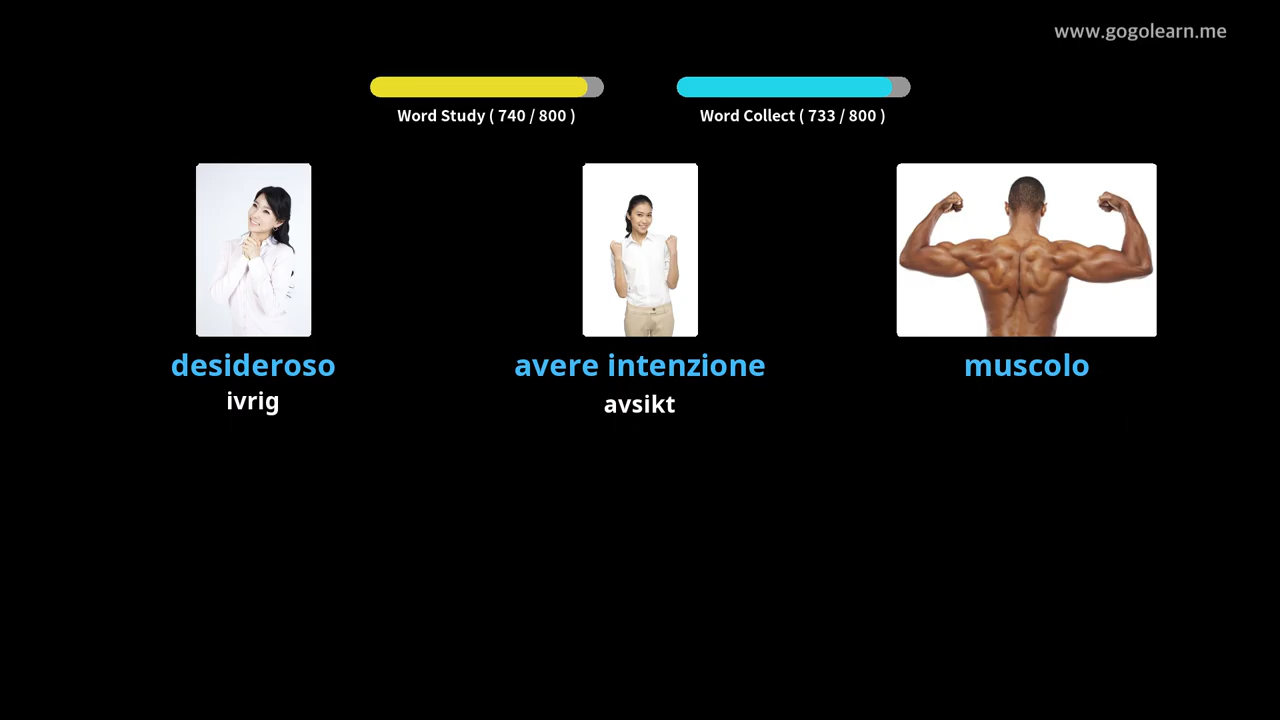 www.gogolearn.me
Word Study ( 740 / 800 )
Word Collect ( 733 / 800 )
desideroso
ivrig
avere intenzione
avsikt
muscolo